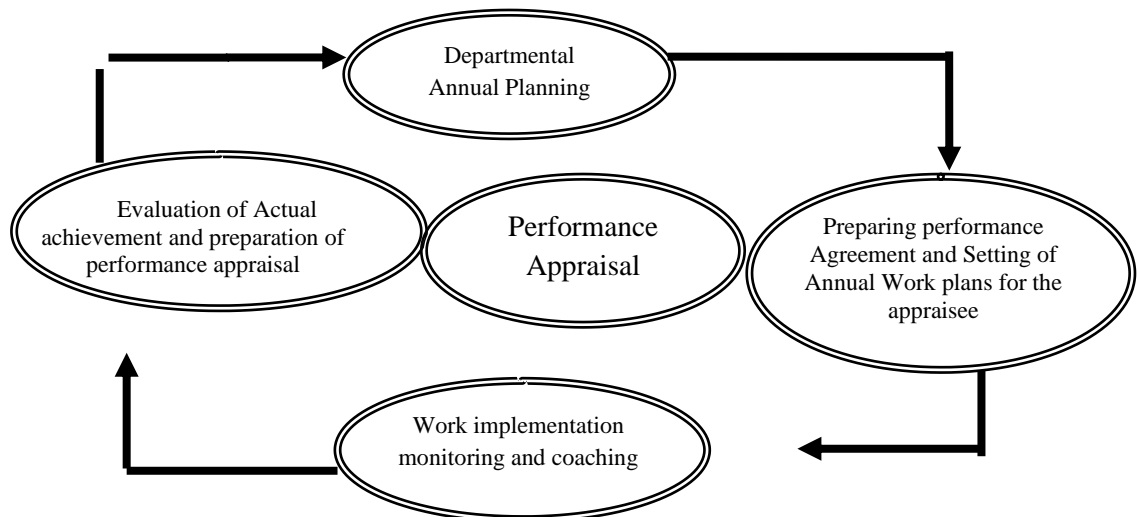 Departmental
Annual Planning
Evaluation of Actual
achievement and preparation of
performance appraisal
Performance
Appraisal
Preparing performance
Agreement and Setting of
Annual Work plans for the
appraisee
Work implementation
monitoring and coaching